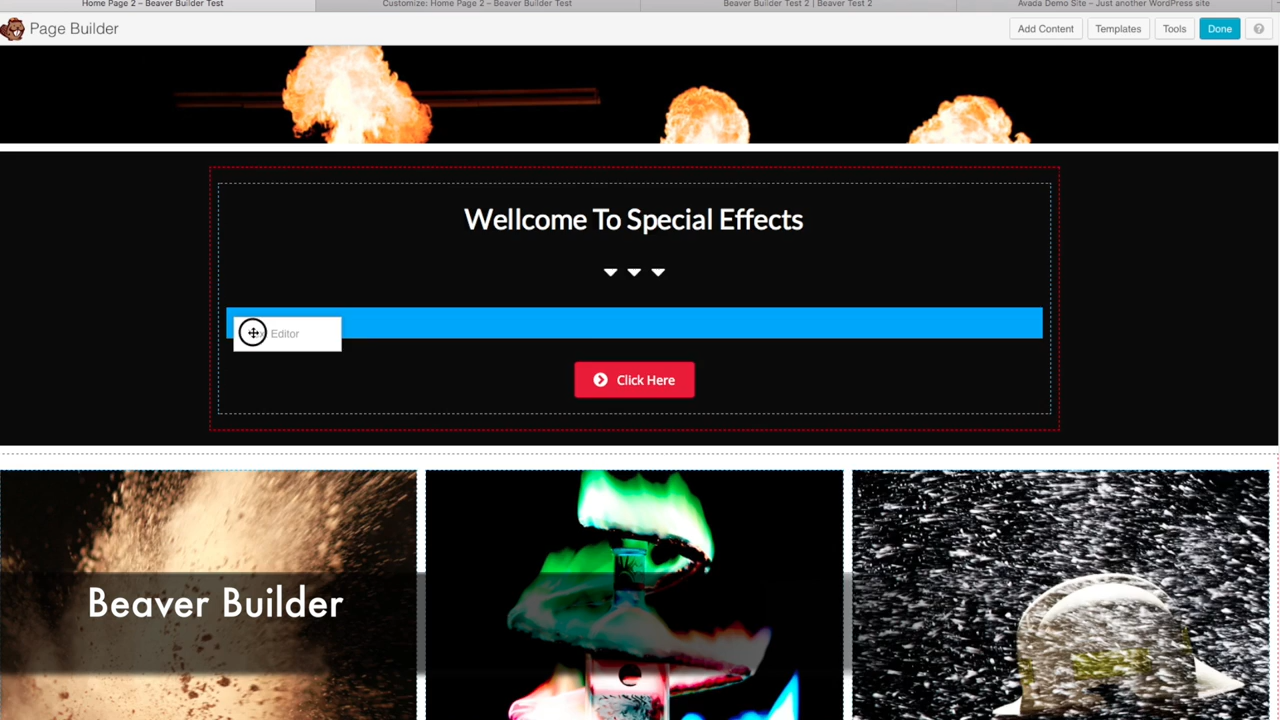 Home Page 2 – Beaver Builder Test
Customize: Home Page 2 – Beaver Builder Test
Beaver Builder Test 2 | Beaver Test 2
Avada Demo Site – Just another WordPress site
Page Builder
Add Content
Templates
Tools
Done
?
Wellcome To Special Effects
Editor
Click Here
Beaver Builder